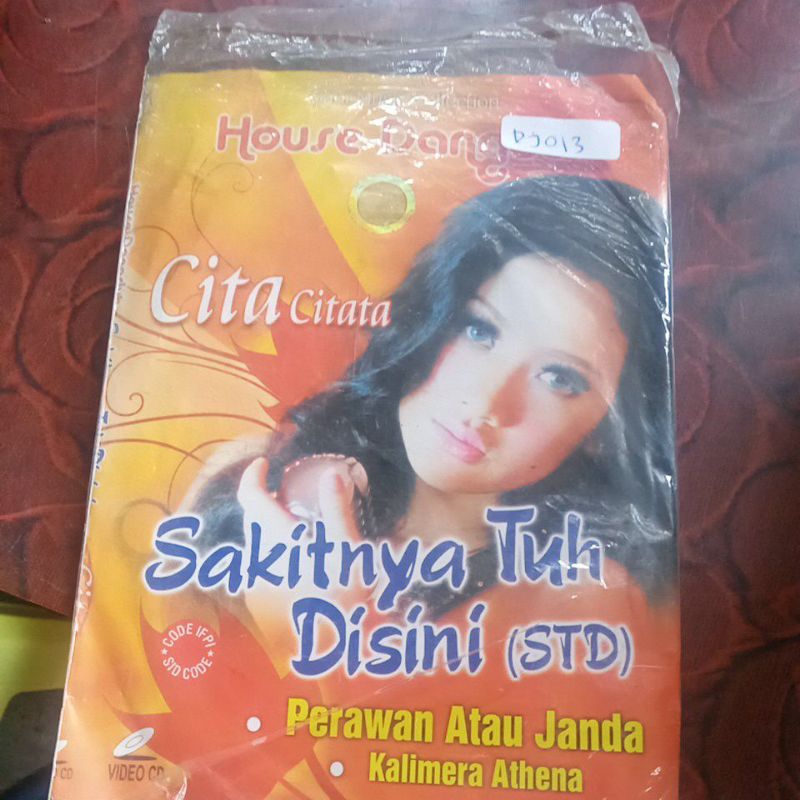 House Dang
DJ013
Cita Citata
Sakitnya Tuh
Disini (STD)
CODE IFPI
SID CODE
• Perawan Atau Janda
• Kalimera Athena
VIDEO CD
CD